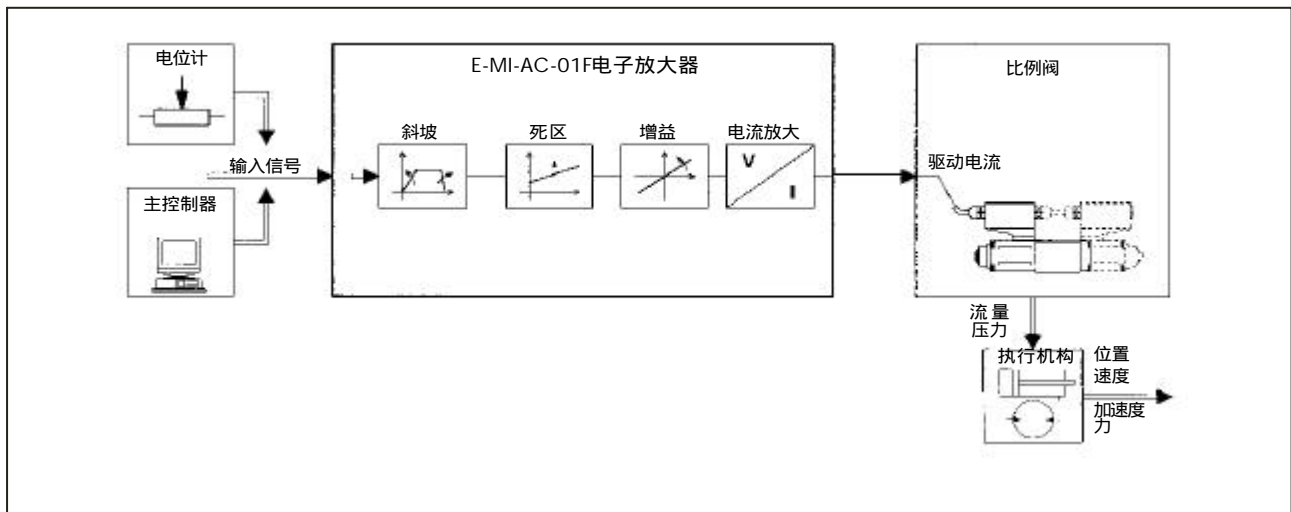 电位计
主控制器
输入信号
E-MI-AC-01F电子放大器
斜坡
死区
增益
电流放大
V
I
比例阀
驱动电流
流量
压力
执行机构
位置
速度
加速度
力